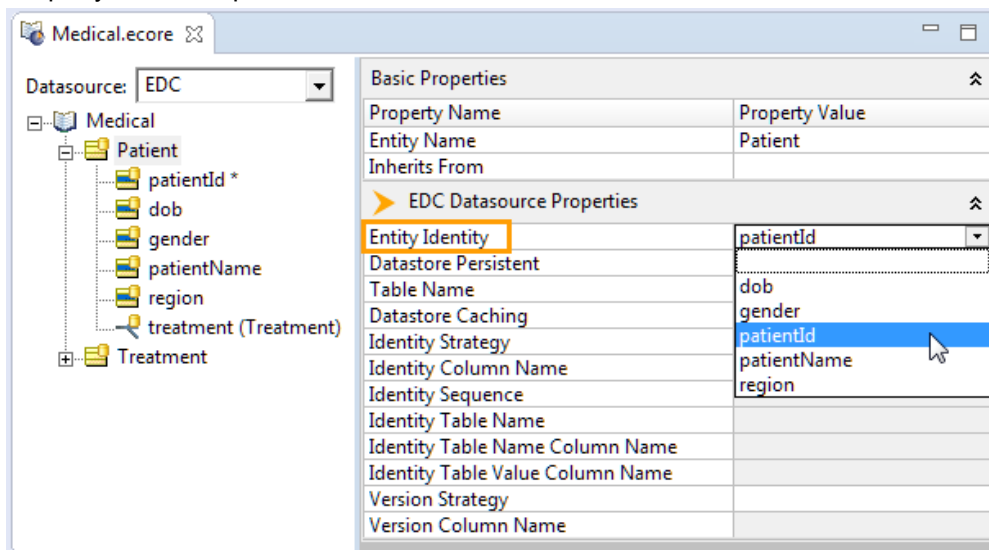 Medical.ecore
Datasource: EDC
Medical
Patient
patientId *
dob
gender
patientName
region
treatment (Treatment)
Treatment
Basic Properties
Property Name Property Value
Entity Name Patient
Inherits From
EDC Datasource Properties
Entity Identity patientId
Datastore Persistent
Table Name dob
Datastore Caching gender
Identity Strategy patientId
Identity Column Name patientName
Identity Sequence region
Identity Table Name
Identity Table Name Column Name
Identity Table Value Column Name
Version Strategy
Version Column Name